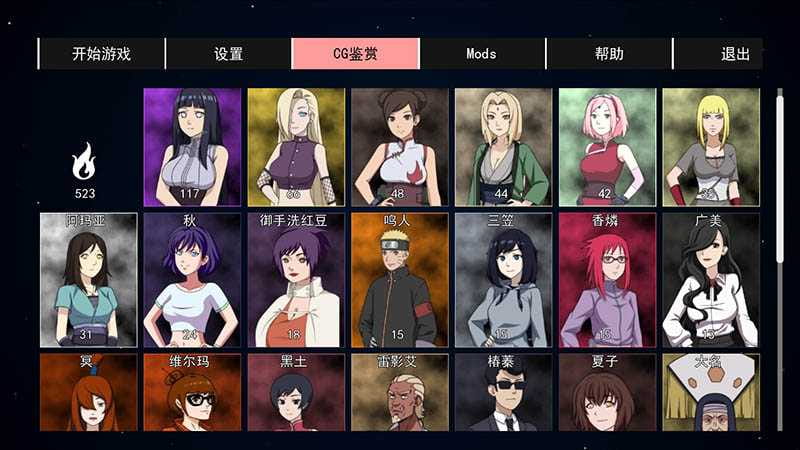 开始游戏
设置
CG鉴赏
Mods
帮助
退出
523
117
66
48
44
42
阿玛亚
秋
御手洗红豆
鸣人
三笠
香燐
广美
31
24
18
15
15
15
13
冥
维尔玛
黑土
雷影艾
椿蓁
夏子
大名